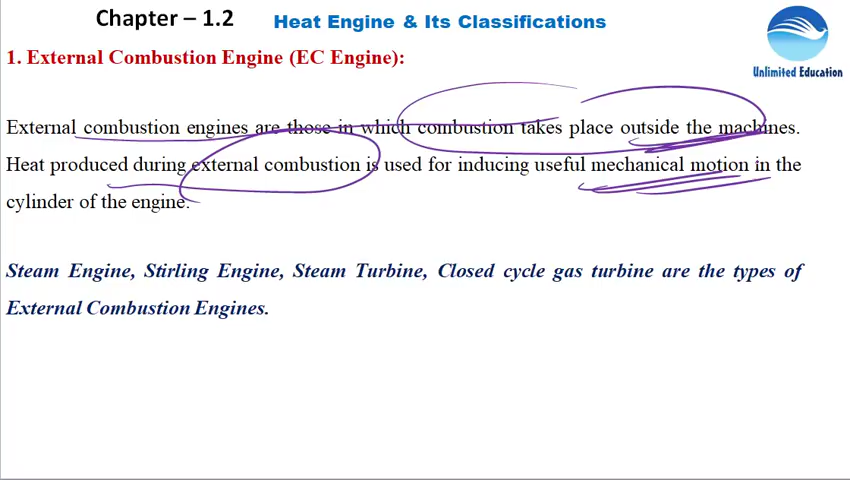 Chapter – 1.2
Heat Engine & Its Classifications
Unlimited Education
1. External Combustion Engine (EC Engine):
External combustion engines are those in which combustion takes place outside the machines.
Heat produced during external combustion is used for inducing useful mechanical motion in the
cylinder of the engine.
Steam Engine, Stirling Engine, Steam Turbine, Closed cycle gas turbine are the types of
External Combustion Engines.